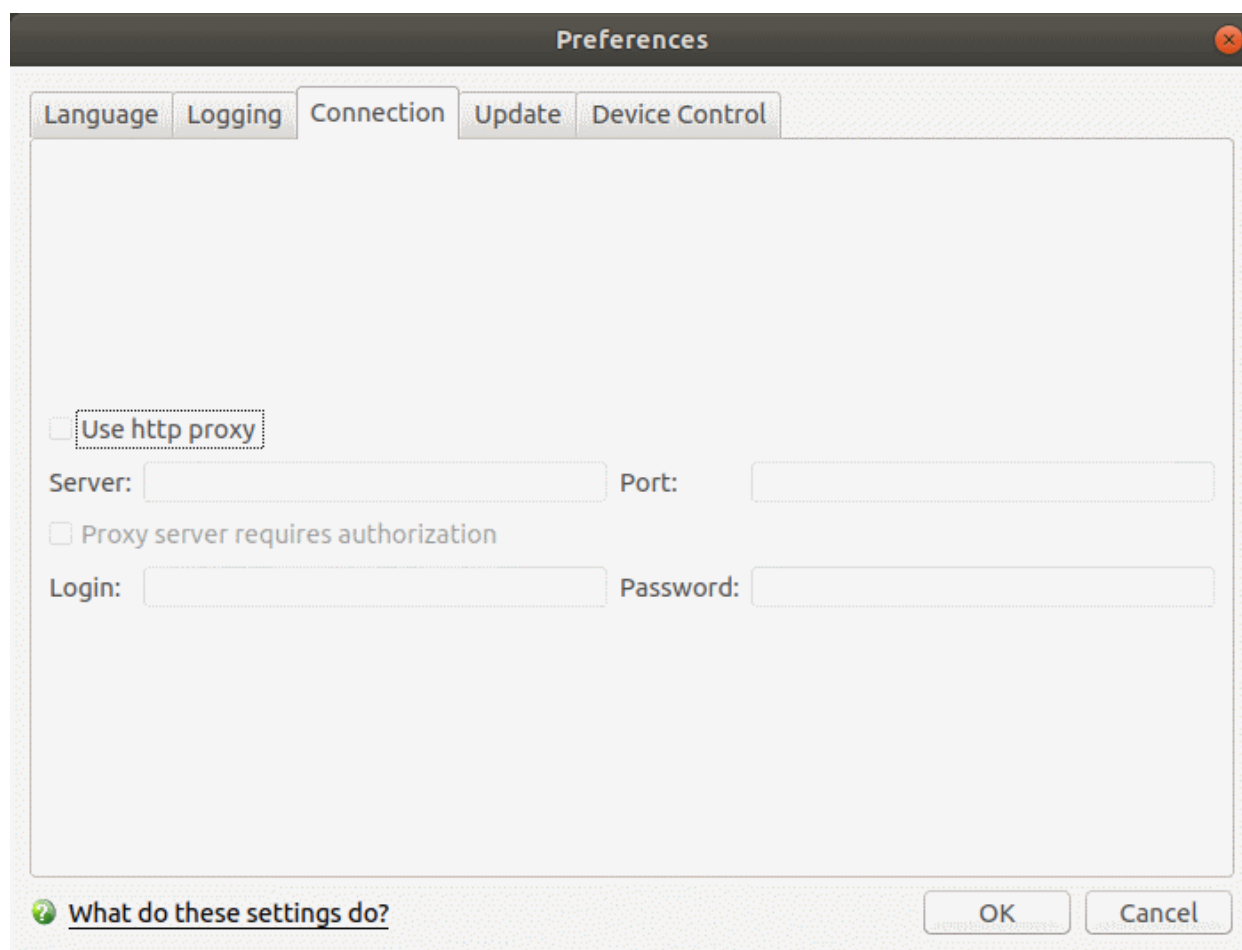 Preferences
Language Logging Connection Update Device Control
Use http proxy
Server: Port:
Proxy server requires authorization
Login: Password:
What do these settings do? OK Cancel